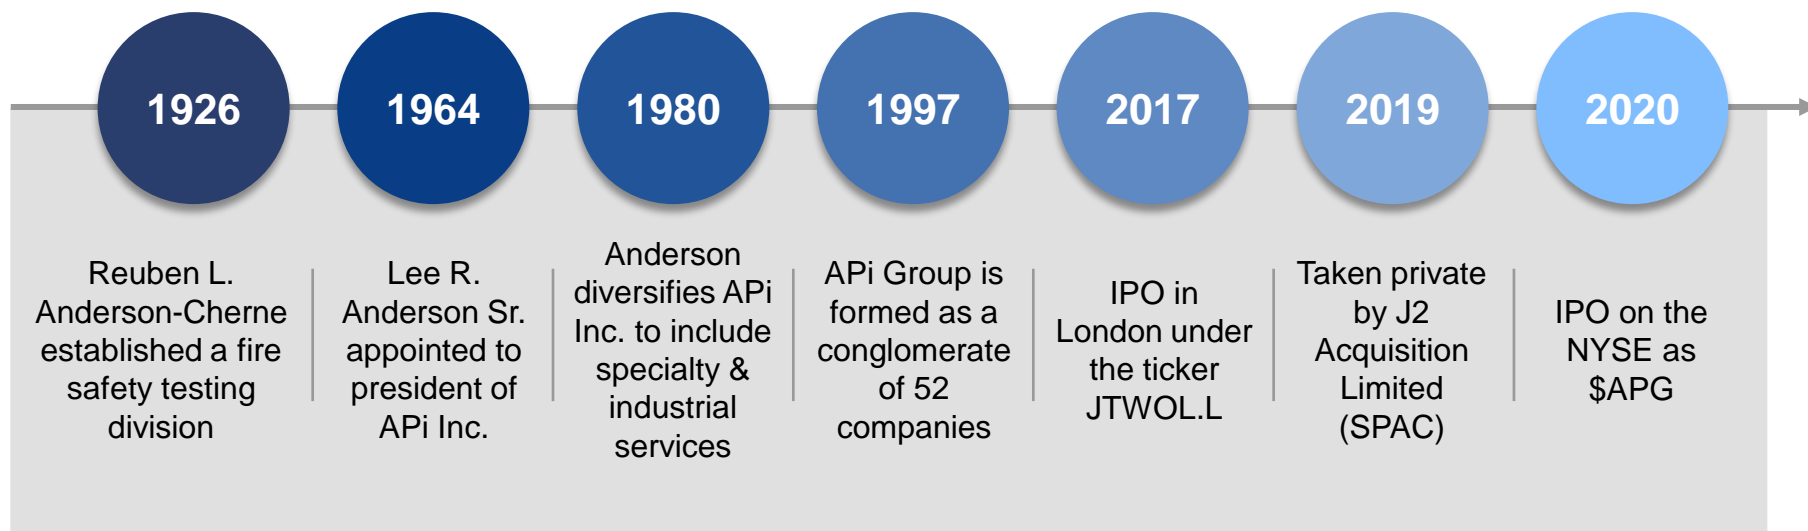 1926
Reuben L.
Anderson-Cherne
established a fire
safety testing
division
1964
Lee R.
Anderson Sr.
appointed to
president of
APi Inc.
1980
Anderson
diversifies APi
Inc. to include
specialty &
industrial
services
1997
APi Group is
formed as a
conglomerate
of 52
companies
2017
IPO in
London under
the ticker
JTWOL.L
2019
Taken private
by J2
Acquisition
Limited
(SPAC)
2020
IPO on the
NYSE as
$APG